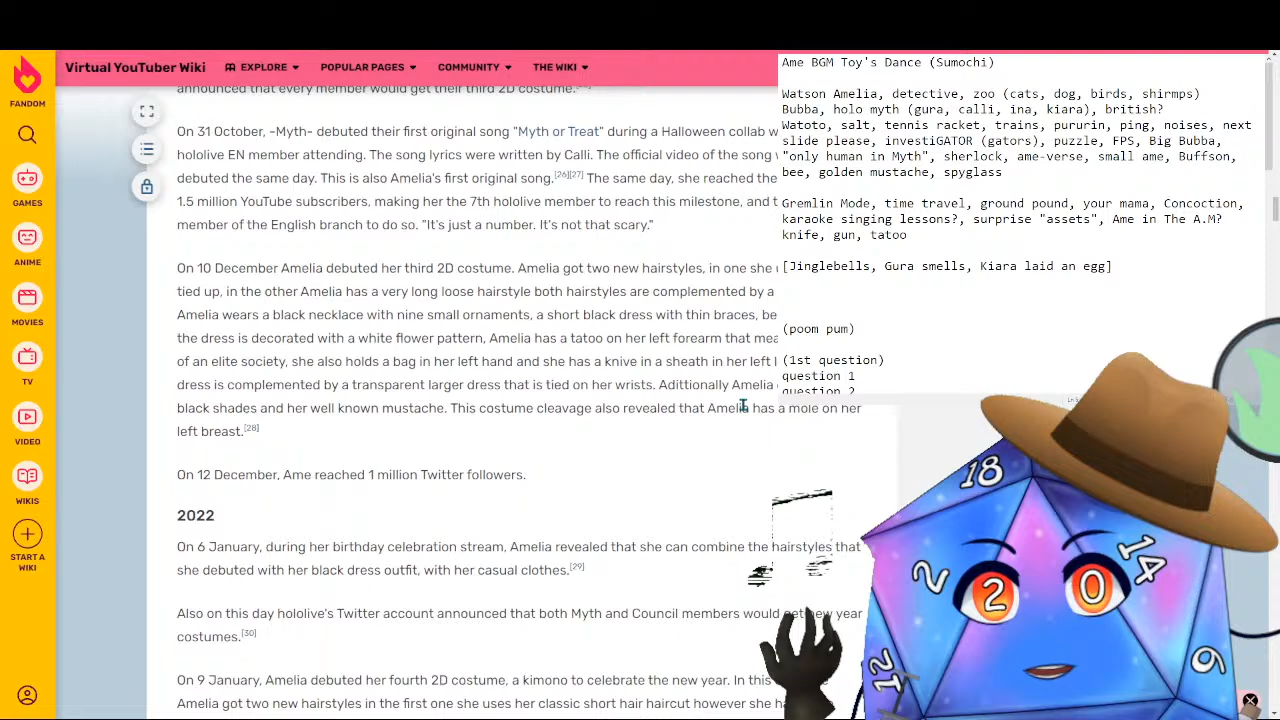 FANDOM
GAMES
ANIME
MOVIES
TV
VIDEO
WIKIS
START A
WIKI
Virtual YouTuber Wiki
EXPLORE
POPULAR PAGES
COMMUNITY
THE WIKI
announced that every member would get their third 2D costume.
On 31 October, -Myth- debuted their first original song "Myth or Treat" during a Halloween collab w
hololive EN member attending. The song lyrics were written by Calli. The official video of the song
debuted the same day. This is also Amelia's first original song.[26][27] The same day, she reached the
1.5 million YouTube subscribers, making her the 7th hololive member to reach this milestone, and t
member of the English branch to do so. "It's just a number. It's not that scary."
On 10 December Amelia debuted her third 2D costume. Amelia got two new hairstyles, in one she
tied up, in the other Amelia has a very long loose hairstyle both hairstyles are complemented by a
Amelia wears a black necklace with nine small ornaments, a short black dress with thin braces, be
the dress is decorated with a white flower pattern, Amelia has a tatoo on her left forearm that mea
of an elite society, she also holds a bag in her left hand and she has a knive in a sheath in her left
dress is complemented by a transparent larger dress that is tied on her wrists. Adittionally Amelia
black shades and her well known mustache. This costume cleavage also revealed that Amelia has a mole on her
left breast.[28]
On 12 December, Ame reached 1 million Twitter followers.
2022
On 6 January, during her birthday celebration stream, Amelia revealed that she can combine the hairstyles that
she debuted with her black dress outfit, with her casual clothes.[29]
Also on this day hololive's Twitter account announced that both Myth and Council members would get new year
costumes.[30]
On 9 January, Amelia debuted her fourth 2D costume, a kimono to celebrate the new year. In this
Amelia got two new hairstyles in the first one she uses her classic short hair haircut however she
Ame BGM Toy's Dance (Sumochi)
Watson Amelia, detective, zoo (cats, dog, birds, shirmps)
Bubba, holo myth (gura, calli, ina, kiara), british?
Watoto, salt, tennis racket, trains, pururin, ping, noises, next
slide please, investiGATOR (gators), puzzle, FPS, Big Bubba,
"only human in Myth", sherlock, ame-verse, small ame, Buffson,
bee, golden mustache, spyglass
Gremlin Mode, time travel, ground pound, your mama, Concoction,
karaoke singing lessons?, surprise "assets", Ame in The A.M?
knife, gun, tatoo
[Jinglebells, Gura smells, Kiara laid an egg]
(poom pum)
(1st question)
question 1
question 2
18
2
14
2
0
12
9